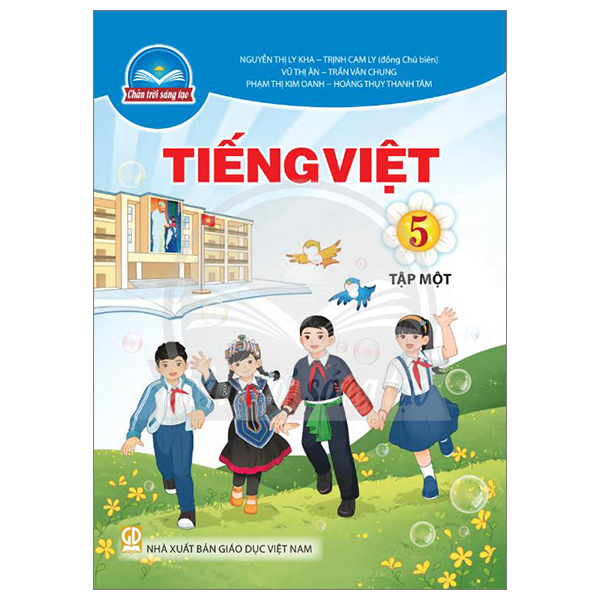 NGUYỄN THỊ LY KHA – TRỊNH CAM LY (đồng Chủ biên)
VŨ THỊ ÂN – TRẦN VĂN CHUNG
PHẠM THỊ KIM OANH – HOÀNG THỤY THANH TÂM
Chân trời sáng tạo
TIẾNG VIỆT
5
TẬP MỘT
NHÀ XUẤT BẢN GIÁO DỤC VIỆT NAM